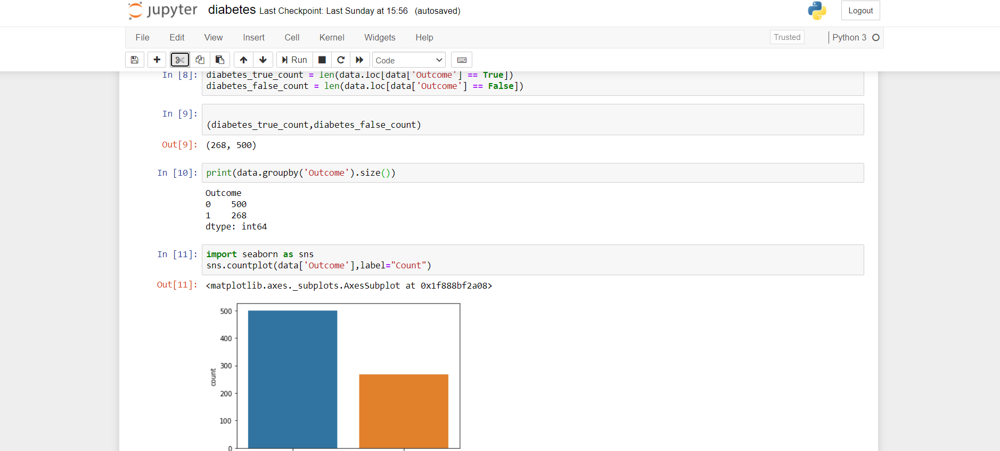 jupyter diabetes Last Checkpoint: Last Sunday at 15:56 (autosaved) Logout
File Edit View Insert Cell Kernel Widgets Help Trusted Python 3
Run Code
In [8]: diabetes_true_count = len(data.loc[data['Outcome'] == True])
diabetes_false_count = len(data.loc[data['Outcome'] == False])
In [9]:
(diabetes_true_count,diabetes_false_count)
Out[9]: (268, 500)
In [10]: print(data.groupby('Outcome').size())
Outcome
0    500
1    268
dtype: int64
In [11]: import seaborn as sns
sns.countplot(data['Outcome'],label="Count")
Out[11]: <matplotlib.axes._subplots.AxesSubplot at 0x1f888bf2a08>
500
400
300
count
200
100
0